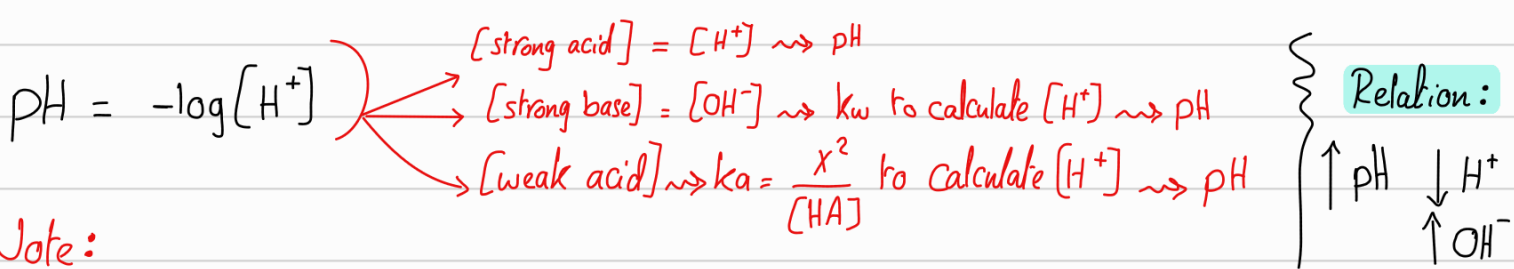 [strong acid] = [H⁺] ⇝ pH
pH = -log[H⁺]
[strong base] = [OH⁻] ⇝ kw to calculate [H⁺] ⇝ pH
[weak acid] ⇝ ka = x²/[HA] to calculate [H⁺] ⇝ pH
Relation:
↑ pH ↓ H⁺
↑ OH⁻
Note: